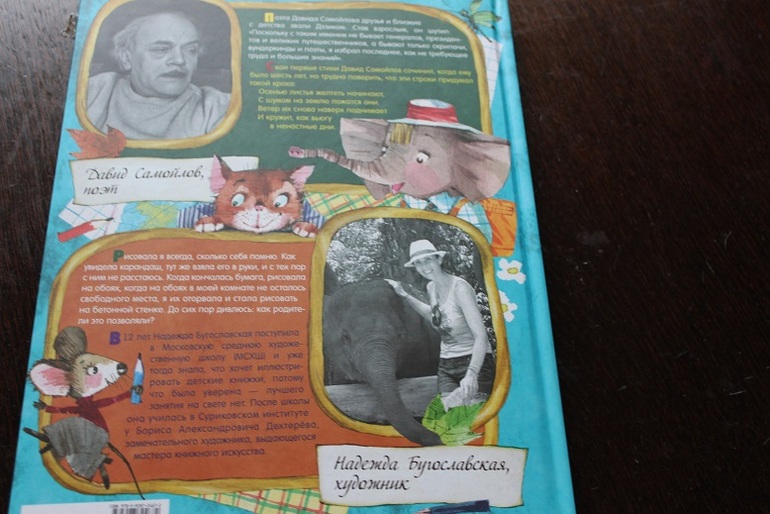 Поэта Давида Самойлова друзья и близкие
с детства звали Дезиком. Став взрослым, он шутил:
«Поскольку с таким именем не бывает генералов, президен-
тов и великих путешественников, а бывают только скрипачи,
вундеркинды и поэты, я избрал последнее, как не требующее
труда и больших знаний».
Свои первые стихи Давид Самойлов сочинил, когда ему
было шесть лет, но трудно поверить, что эти строки придумал
такой кроха:
Осенью листья желтеть начинают,
С шумом на землю ложатся они.
Ветер их снова наверх поднимает
И кружит, как вьюгу
в ненастные дни.
Давид Самойлов,
поэт
Рисовала я всегда, сколько себя помню. Как
увидела карандаш, тут же взяла его в руки, и с тех пор
с ним не расстаюсь. Когда кончалась бумага, рисовала
на обоях, когда на обоях в моей комнате не осталось
свободного места, я их оторвала и стала рисовать
на бетонной стенке. До сих пор дивлюсь: как родите-
ли это позволяли?
В 12 лет Надежда Бугославская поступила
в Московскую среднюю художе-
ственную школу (МСХШ) и уже
тогда знала, что хочет иллюстри-
ровать детские книжки, потому
что была уверена — лучшего
занятия на свете нет. После школы
она училась в Суриковском институте
у Бориса Александровича Дехтерёва,
замечательного художника, выдающегося
мастера книжного искусства.
Надежда Бугославская,
художник